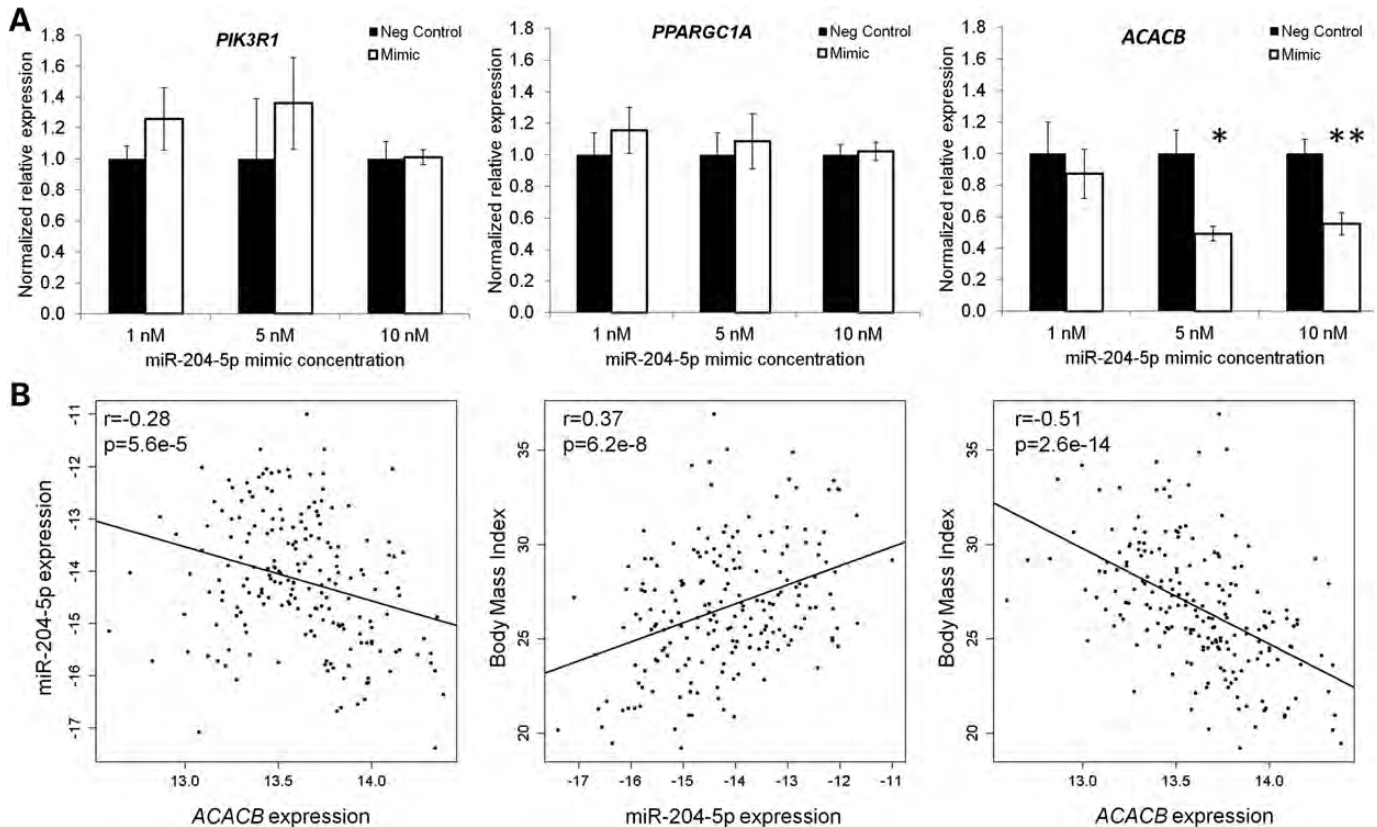 A
PIK3R1
Neg Control
Mimic
Normalized relative expression
1.8
1.6
1.4
1.2
1.0
0.8
0.6
0.4
0.2
0.0
1 nM 5 nM 10 nM
miR-204-5p mimic concentration
PPARGC1A
Neg Control
Mimic
Normalized relative expression
1.8
1.6
1.4
1.2
1.0
0.8
0.6
0.4
0.2
0.0
1 nM 5 nM 10 nM
miR-204-5p mimic concentration
ACACB
Neg Control
Mimic
Normalized relative expression
1.8
1.6
1.4
1.2
1.0
0.8
0.6
0.4
0.2
0.0
*
**
1 nM 5 nM 10 nM
miR-204-5p mimic concentration
B
r=-0.28
p=5.6e-5
miR-204-5p expression
-11
-12
-13
-14
-15
-16
-17
13.0 13.5 14.0
ACACB expression
r=0.37
p=6.2e-8
Body Mass Index
35
30
25
20
-17 -16 -15 -14 -13 -12 -11
miR-204-5p expression
r=-0.51
p=2.6e-14
Body Mass Index
35
30
25
20
13.0 13.5 14.0
ACACB expression